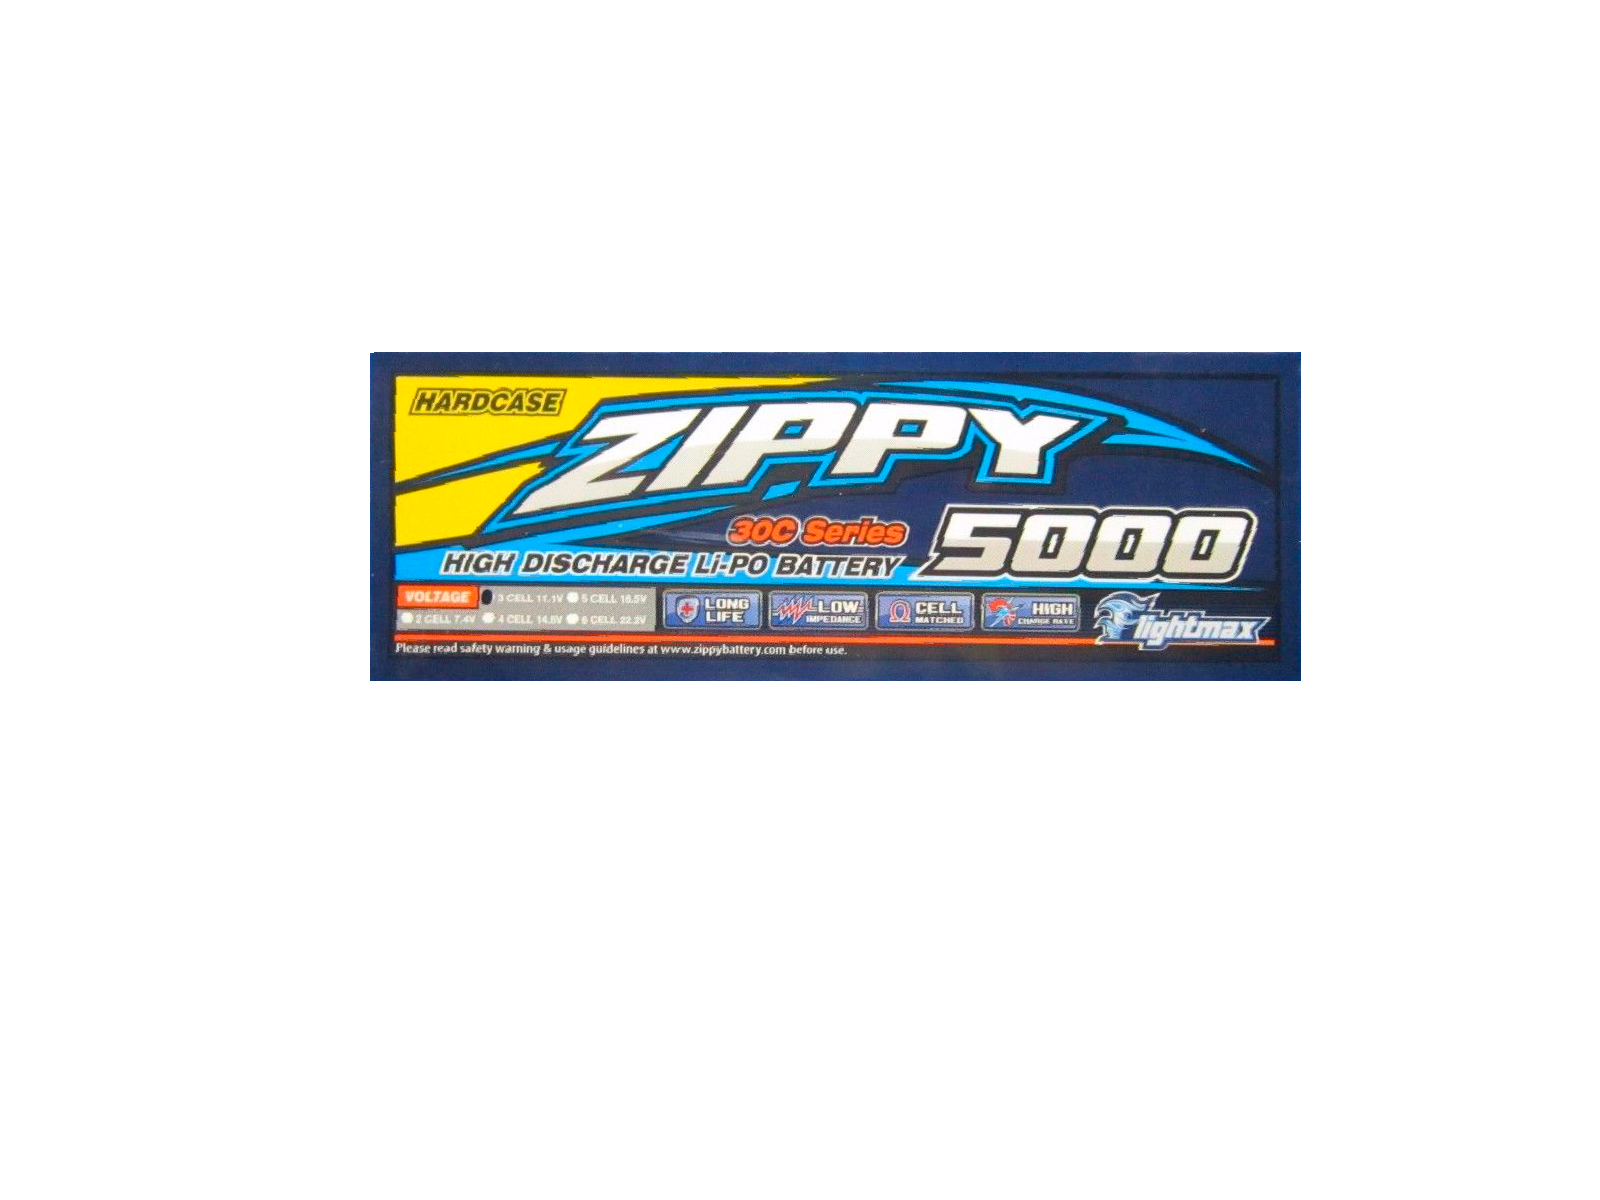 HARDCASE
ZIPPY
30C Series
5000
HIGH DISCHARGE Li-PO BATTERY
VOLTAGE
3 CELL 11.1V
5 CELL 18.5V
2 CELL 7.4V
4 CELL 14.8V
6 CELL 22.2V
LONG
LIFE
LOW
IMPEDANCE
CELL
MATCHED
HIGH
CHARGE RATE
Flightmax
Please read safety warning & usage guidelines at www.zippybattery.com before use.